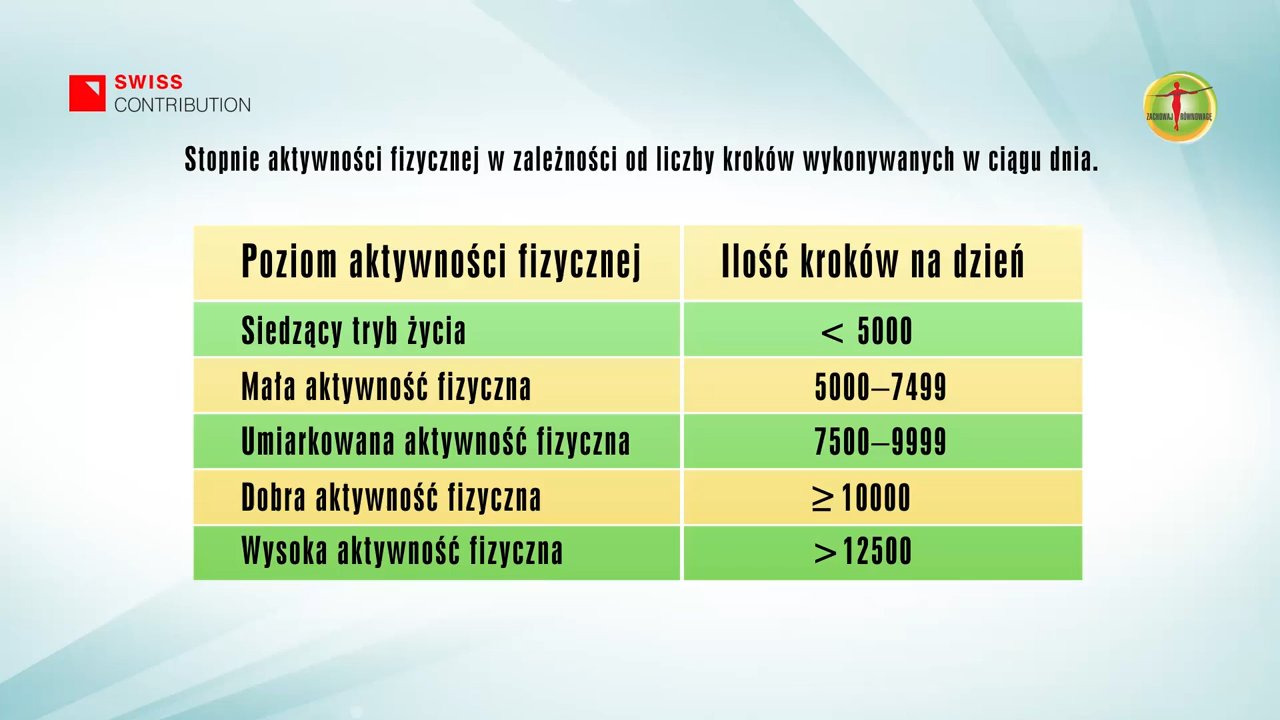 SWISS
CONTRIBUTION
ZACHOWAJ RÓWNOWAGĘ
Stopnie aktywności fizycznej w zależności od liczby kroków wykonywanych w ciągu dnia.
Poziom aktywności fizycznej Ilość kroków na dzień
Siedzący tryb życia < 5000
Mała aktywność fizyczna 5000–7499
Umiarkowana aktywność fizyczna 7500–9999
Dobra aktywność fizyczna ≥ 10000
Wysoka aktywność fizyczna > 12500